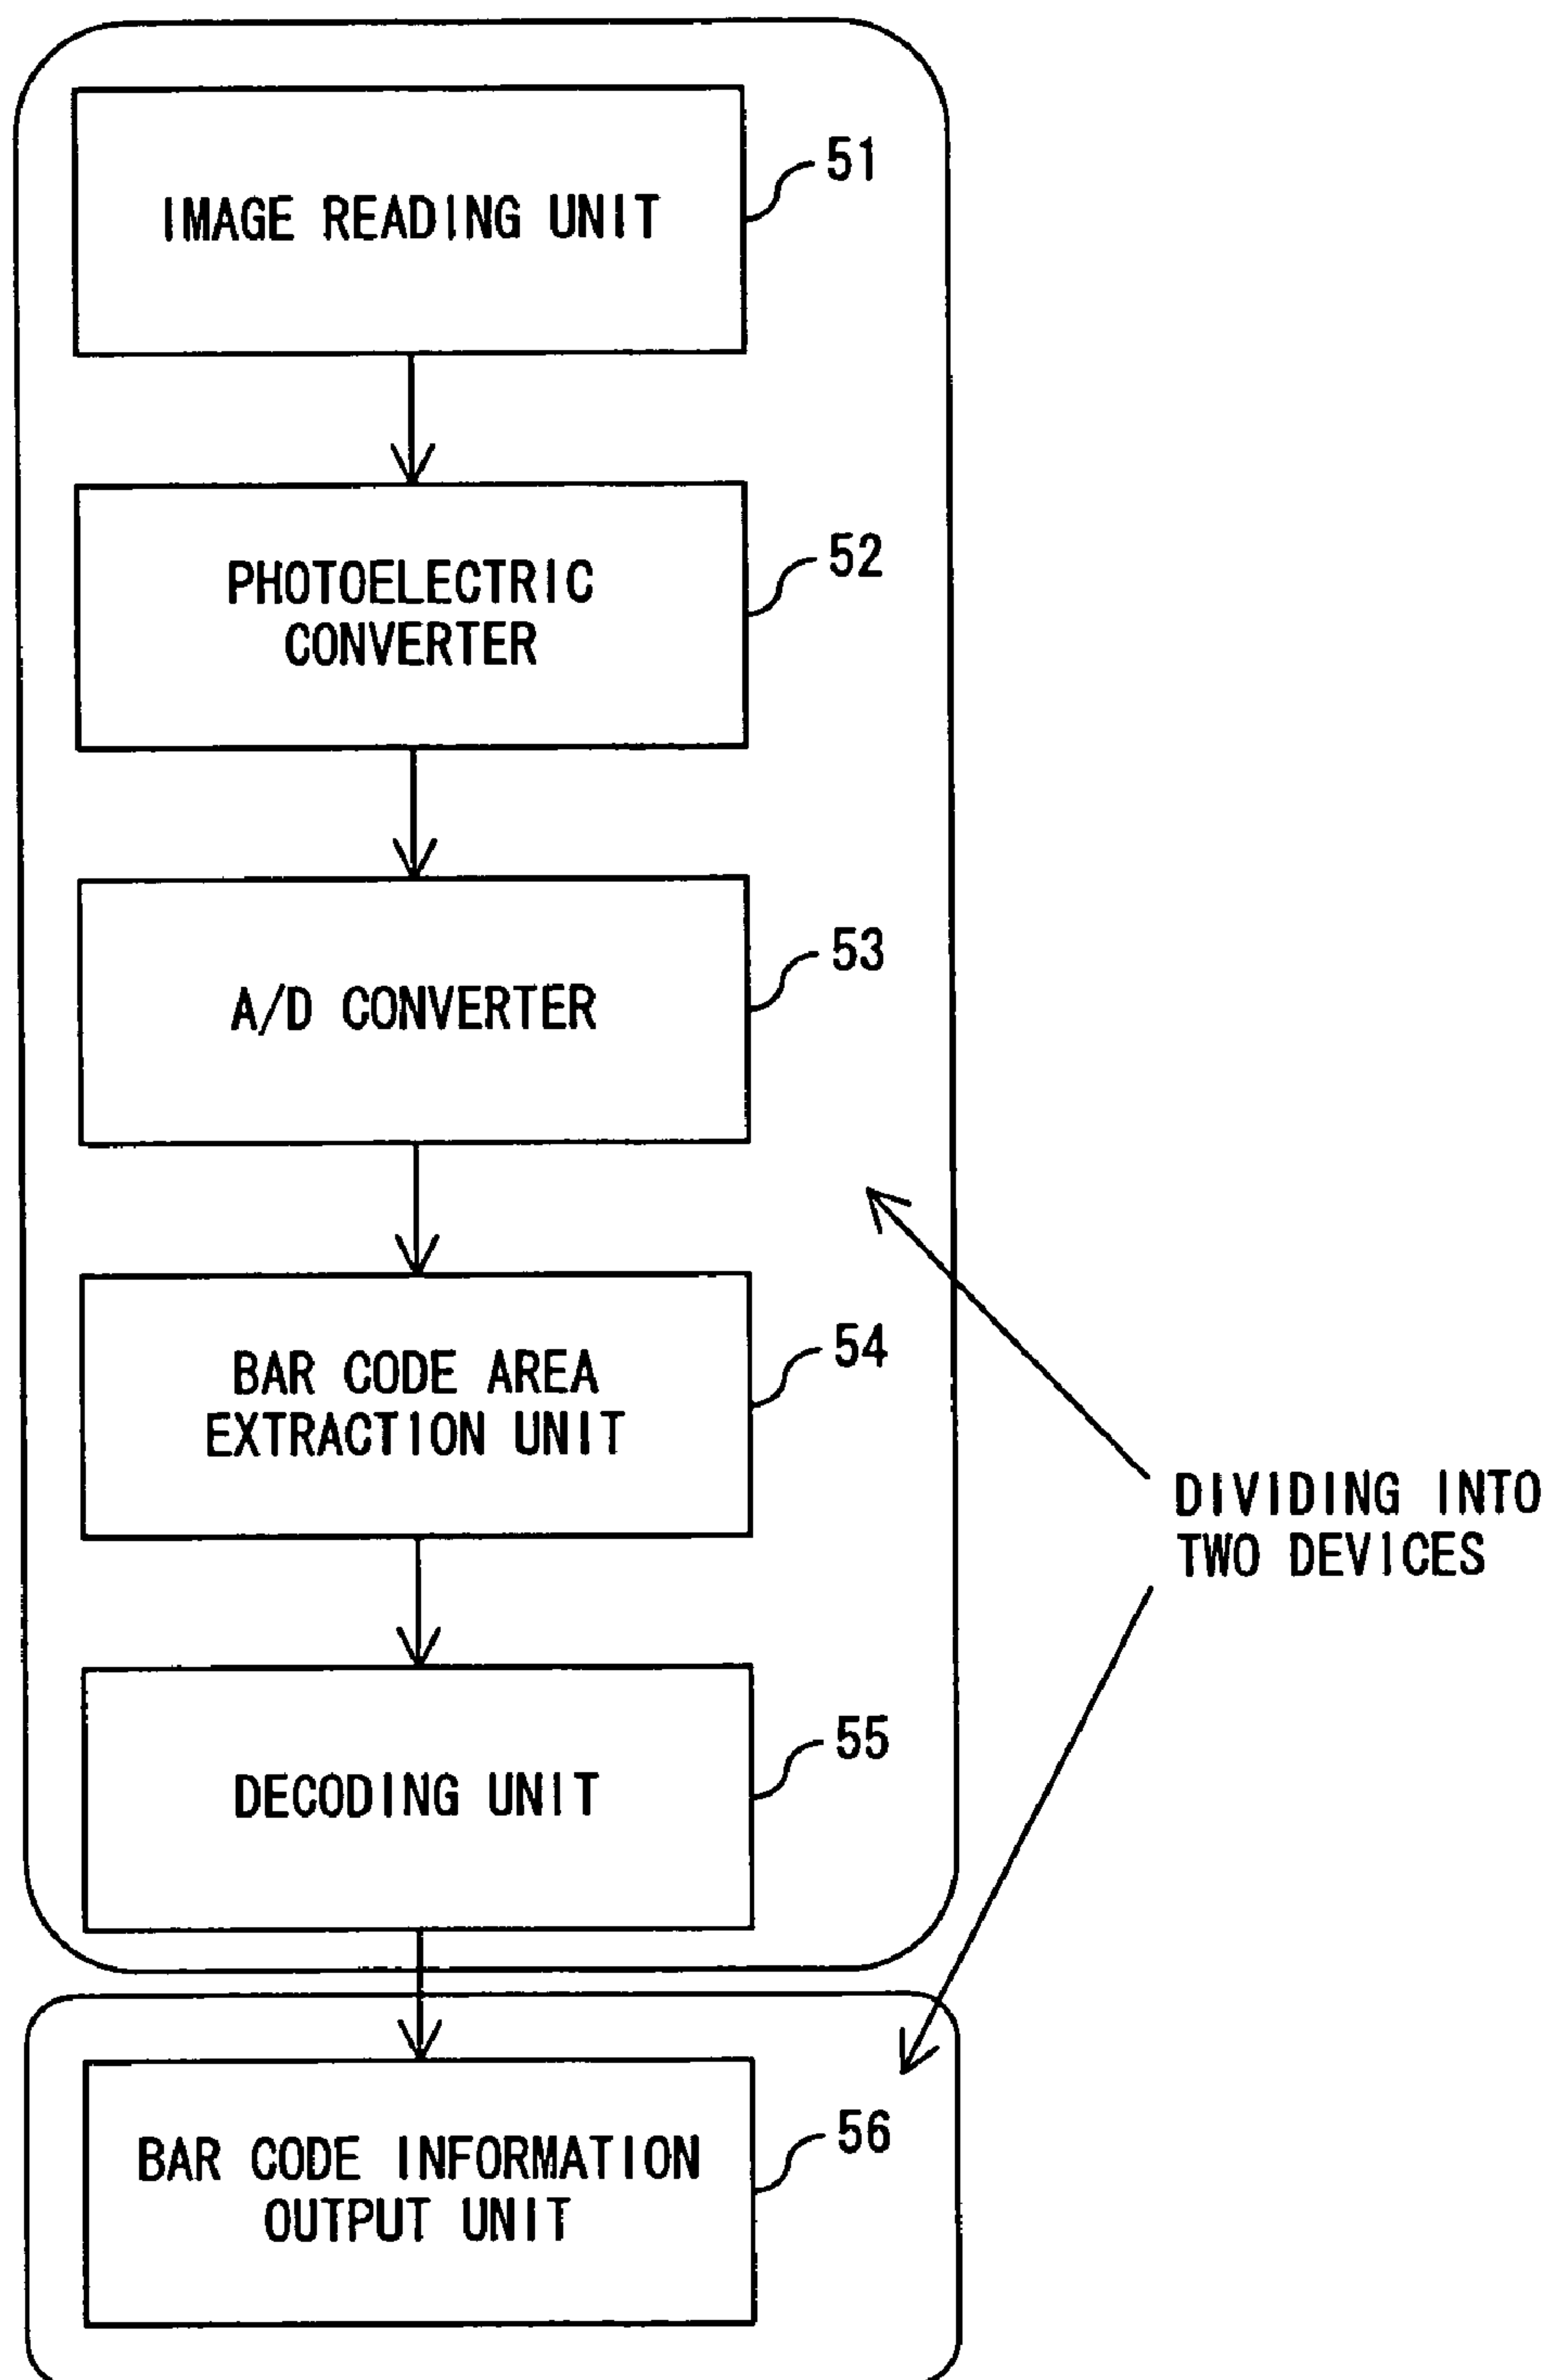 IMAGE READING UNIT
51
PHOTOELECTRIC
CONVERTER
52
A/D CONVERTER
53
BAR CODE AREA
EXTRACTION UNIT
54
DIVIDING INTO
TWO DEVICES
DECODING UNIT
55
BAR CODE INFORMATION
OUTPUT UNIT
56